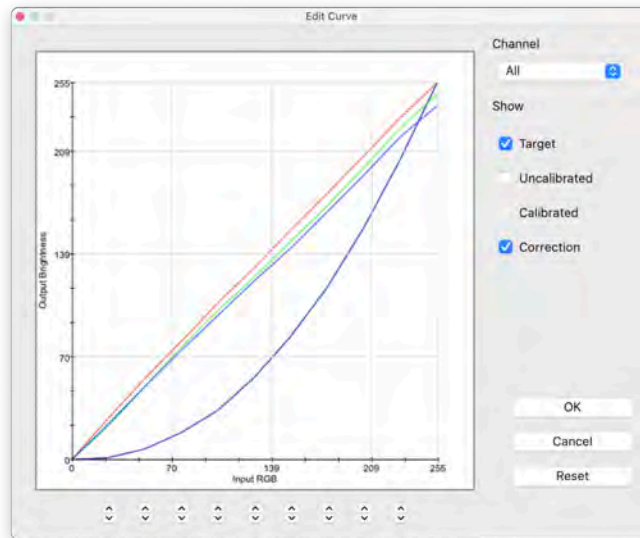 Edit Curve
Channel
All
Show
Target
Uncalibrated
Calibrated
Correction
OK
Cancel
Reset
Output Brightness
255
209
139
70
0
0 70 139 209 255
Input RGB